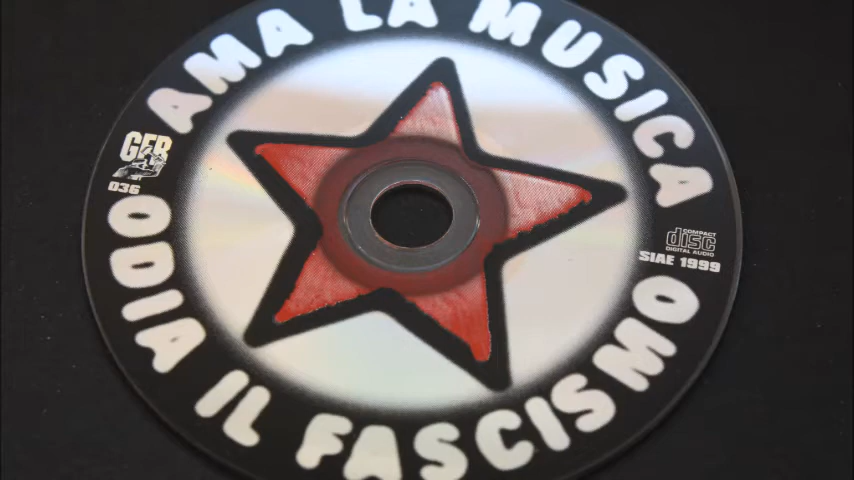 AMA LA MUSICA
GFB
036
COMPACT
disc
DIGITAL AUDIO
SIAE 1999
ODIA IL FASCISMO